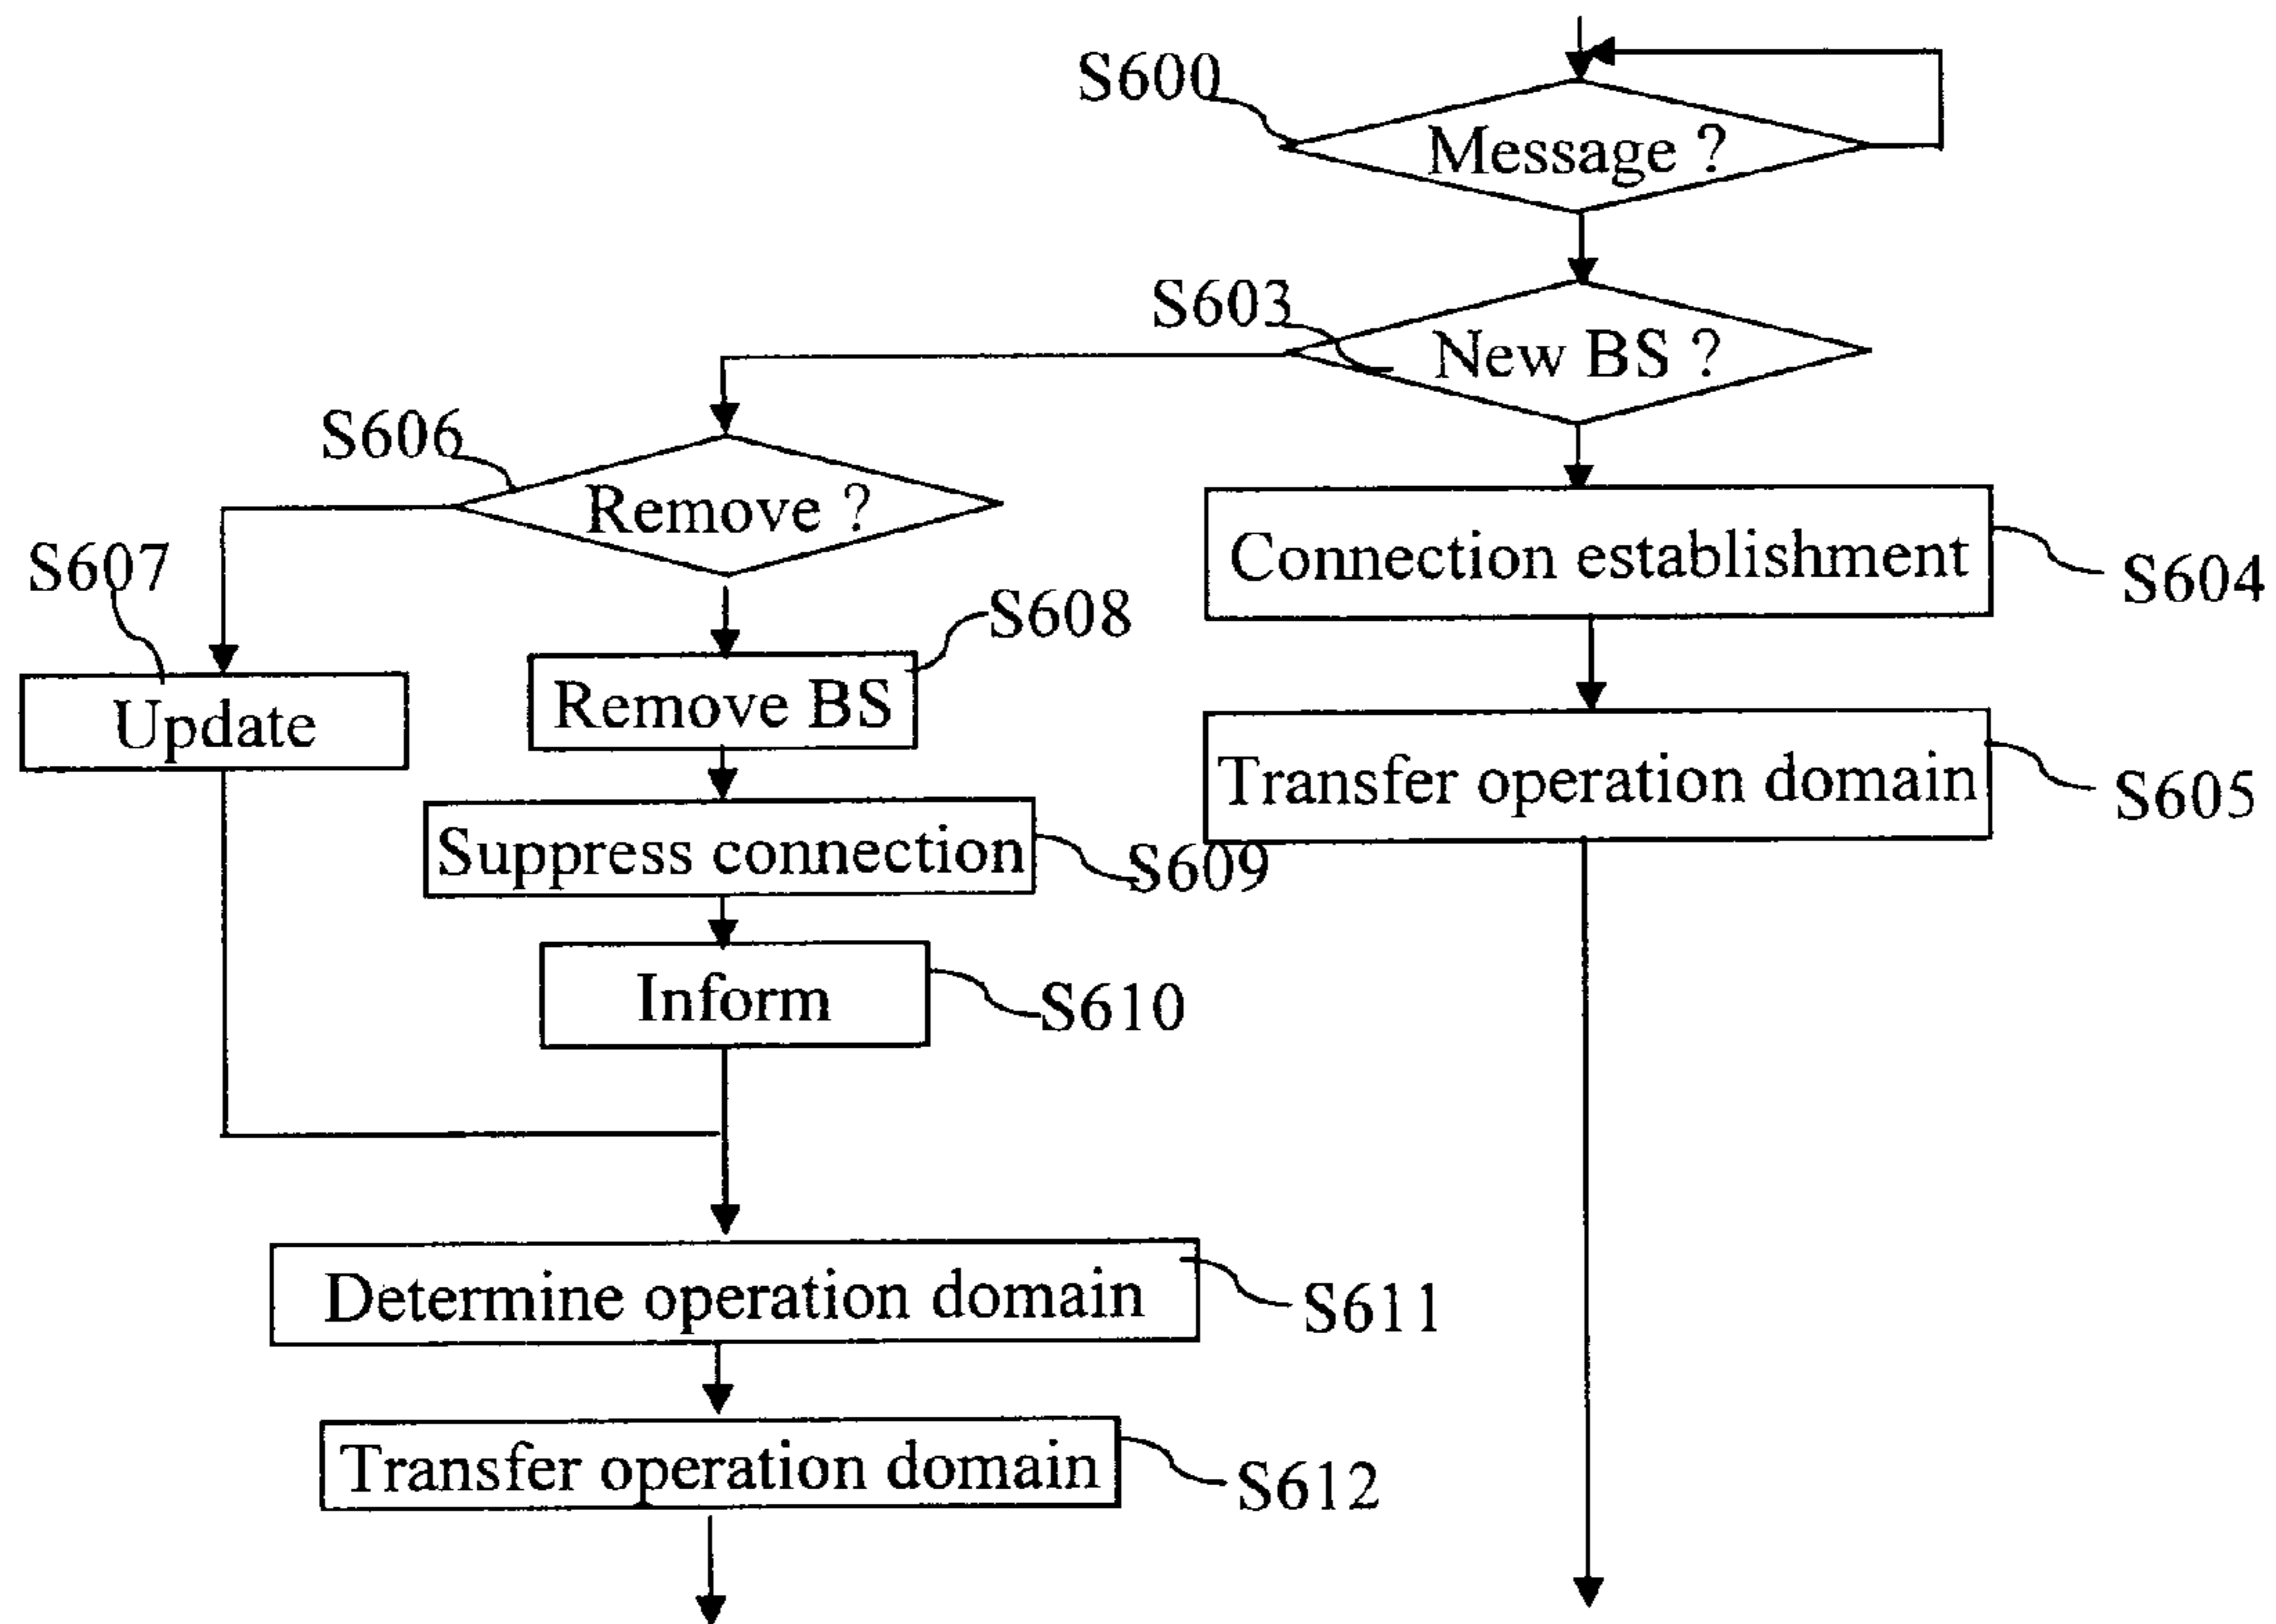 S600
Message ?
S603
New BS ?
S606
Remove ?
Connection establishment
S604
S607
S608
Update
Remove BS
Transfer operation domain
S605
Suppress connection
S609
Inform
S610
Determine operation domain
S611
Transfer operation domain
S612